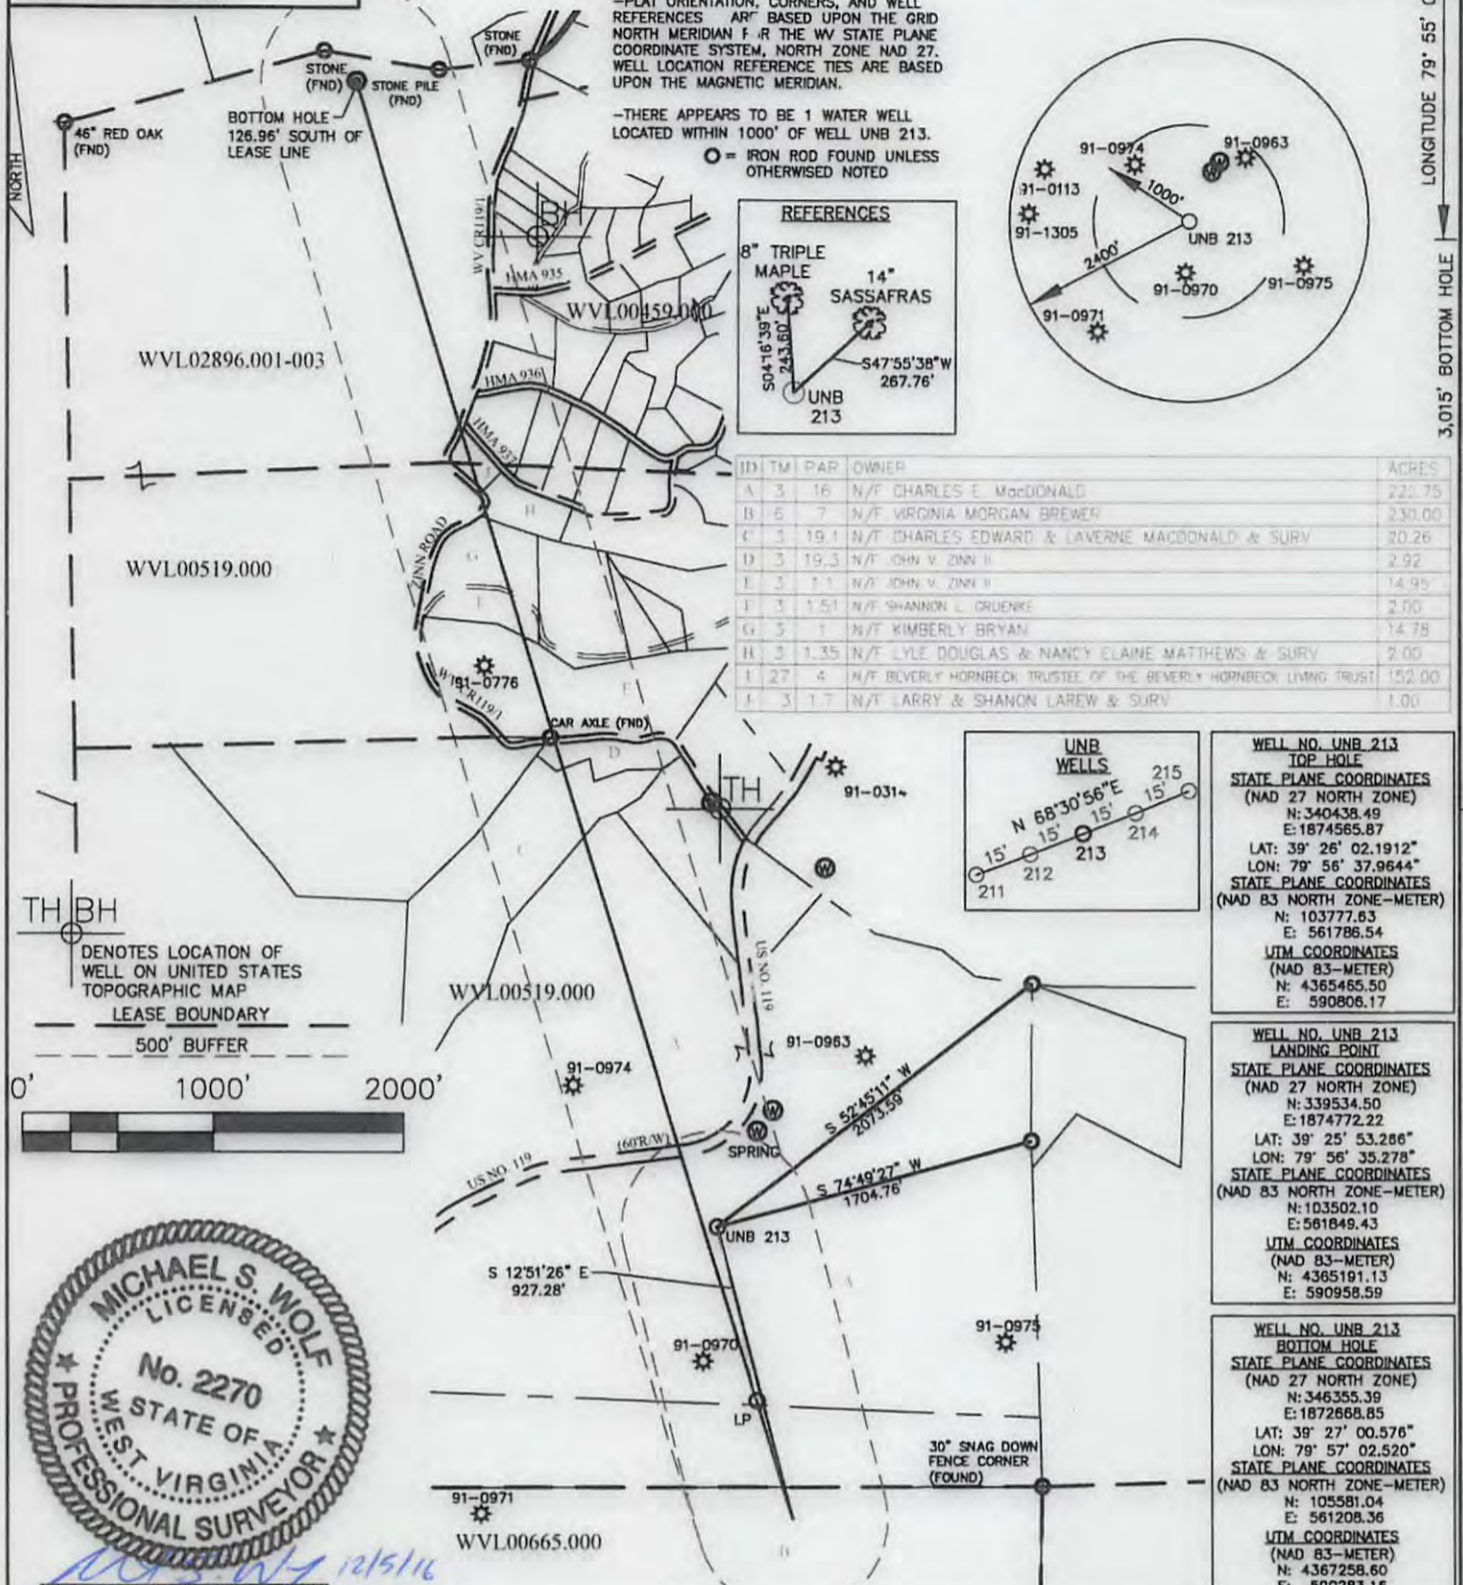 -PLAT ORIENTATION, CORNERS, AND WELL
REFERENCES ARE BASED UPON THE GRID
NORTH MERIDIAN F R THE WV STATE PLANE
COORDINATE SYSTEM, NORTH ZONE NAD 27.
WELL LOCATION REFERENCE TIES ARE BASED
UPON THE MAGNETIC MERIDIAN.
-THERE APPEARS TO BE 1 WATER WELL
LOCATED WITHIN 1000' OF WELL UNB 213.
O = IRON ROD FOUND UNLESS
OTHERWISED NOTED
STONE
(FND)
STONE
(FND)
STONE PILE
(FND)
46" RED OAK
(FND)
BOTTOM HOLE
126.96' SOUTH OF
LEASE LINE
NORTH
WV CR119/1
BH
HMA 935
WVL00459.000
WVL02896.001-003
HMA 936
HMA 937
REFERENCES
8" TRIPLE
MAPLE
14"
SASSAFRAS
S04°16'39"E
243.60'
S47°55'38"W
267.76'
UNB
213
91-0974
91-0963
91-0113
1000'
91-1305
UNB 213
2400'
91-0970
91-0975
91-0971
LONGITUDE 79° 55'
3,015' BOTTOM HOLE
ID TM PAR OWNER ACRES
A 3 16 N/F CHARLES E. MacDONALD 222.75
B 6 7 N/F VIRGINIA MORGAN BREWER 230.00
C 3 19.1 N/F CHARLES EDWARD & LAVERNE MACDONALD & SURV 20.26
D 3 19.3 N/F JOHN V. ZINN II 2.92
E 3 1.1 N/F JOHN V. ZINN II 14.95
F 3 1.51 N/F SHANNON L. GRUENKE 2.00
G 3 1 N/F KIMBERLY BRYAN 14.78
H 3 1.35 N/F LYLE DOUGLAS & NANCY ELAINE MATTHEWS & SURV 2.00
I 27 4 N/F BEVERLY HORNBECK TRUSTEE OF THE BEVERLY HORNBECK LIVING TRUST 152.00
J 3 1.7 N/F LARRY & SHANON LAREW & SURV 1.00
J
H
WVL00519.000
ZINN ROAD
G
F
91-0776
WV CR119/1
E
CAR AXLE (FND)
D
TH
91-0314
C
W
UNB
WELLS
N 68°30'56"E
15' 15' 15' 15'
211 212 213 214 215
WELL NO. UNB 213
TOP HOLE
STATE PLANE COORDINATES
(NAD 27 NORTH ZONE)
N: 340438.49
E: 1874565.87
LAT: 39° 26' 02.1912"
LON: 79° 56' 37.9644"
STATE PLANE COORDINATES
(NAD 83 NORTH ZONE-METER)
N: 103777.63
E: 561786.54
UTM COORDINATES
(NAD 83-METER)
N: 4365465.50
E: 590806.17
TH BH
DENOTES LOCATION OF
WELL ON UNITED STATES
TOPOGRAPHIC MAP
LEASE BOUNDARY
500' BUFFER
0' 1000' 2000'
WVL00519.000
US NO. 119
91-0963
91-0974
W
W
SPRING
(60'R/W)
US NO. 119
S 52°45'11" W
2073.59'
S 74°49'27" W
1704.76'
UNB 213
S 12°51'26" E
927.28'
91-0970
91-0975
LP
30" SNAG DOWN
FENCE CORNER
(FOUND)
91-0971
WVL00665.000
B
WELL NO. UNB 213
LANDING POINT
STATE PLANE COORDINATES
(NAD 27 NORTH ZONE)
N: 339534.50
E: 1874772.22
LAT: 39° 25' 53.286"
LON: 79° 56' 35.278"
STATE PLANE COORDINATES
(NAD 83 NORTH ZONE-METER)
N: 103502.10
E: 561849.43
UTM COORDINATES
(NAD 83-METER)
N: 4365191.13
E: 590958.59
WELL NO. UNB 213
BOTTOM HOLE
STATE PLANE COORDINATES
(NAD 27 NORTH ZONE)
N: 346355.39
E: 1872668.85
LAT: 39° 27' 00.576"
LON: 79° 57' 02.520"
STATE PLANE COORDINATES
(NAD 83 NORTH ZONE-METER)
N: 105581.04
E: 561208.36
UTM COORDINATES
(NAD 83-METER)
N: 4367258.60
MICHAEL S. WOLF
LICENSED
No. 2270
STATE OF
WEST VIRGINIA
PROFESSIONAL SURVEYOR
12/5/16